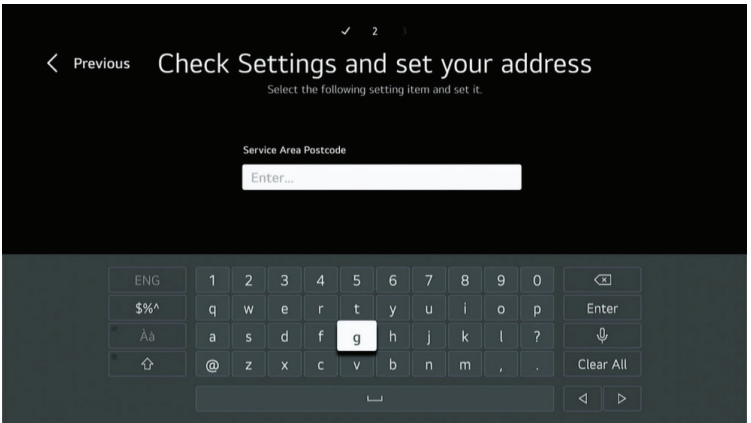 ✓ 2 3
Previous
Check Settings and set your address
Select the following setting item and set it.
Service Area Postcode
Enter...
ENG 1 2 3 4 5 6 7 8 9 0
$%^ q w e r t y u i o p Enter
Àà a s d f g h j k l ?
@ z x c v b n m , . Clear All